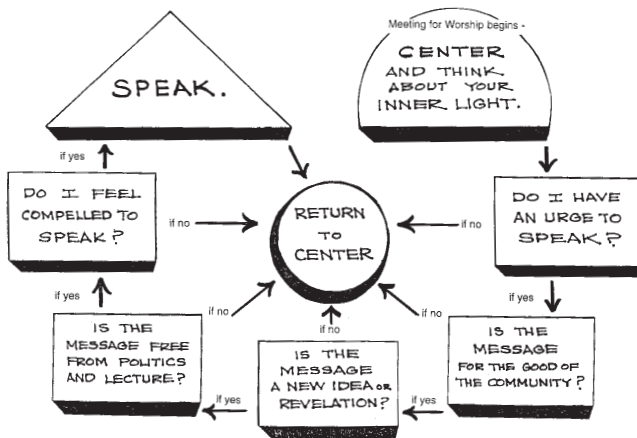 Meeting for Worship begins -
CENTER
AND THINK
ABOUT YOUR
INNER LIGHT.
DO I HAVE
AN URGE TO
SPEAK?
if no
if yes
IS THE
MESSAGE
FOR THE GOOD OF
THE COMMUNITY?
if no
if yes
IS THE
MESSAGE
A NEW IDEA OR
REVELATION?
if no
if yes
IS THE
MESSAGE FREE
FROM POLITICS
AND LECTURE?
if no
if yes
DO I FEEL
COMPELLED TO
SPEAK?
if no
if yes
SPEAK.
RETURN
TO
CENTER